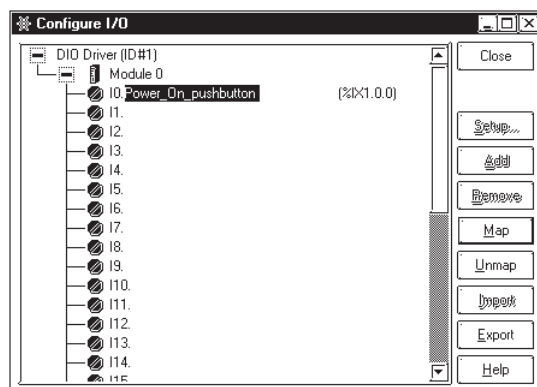 Configure I/O
DIO Driver (ID#1)
Module 0
I0.Power_On_pushbutton (%IX1.0.0)
I1.
I2.
I3.
I4.
I5.
I6.
I7.
I8.
I9.
I10.
I11.
I12.
I13.
I14.
I15.
Close
Setup...
Add
Remove
Map
Unmap
Import
Export
Help